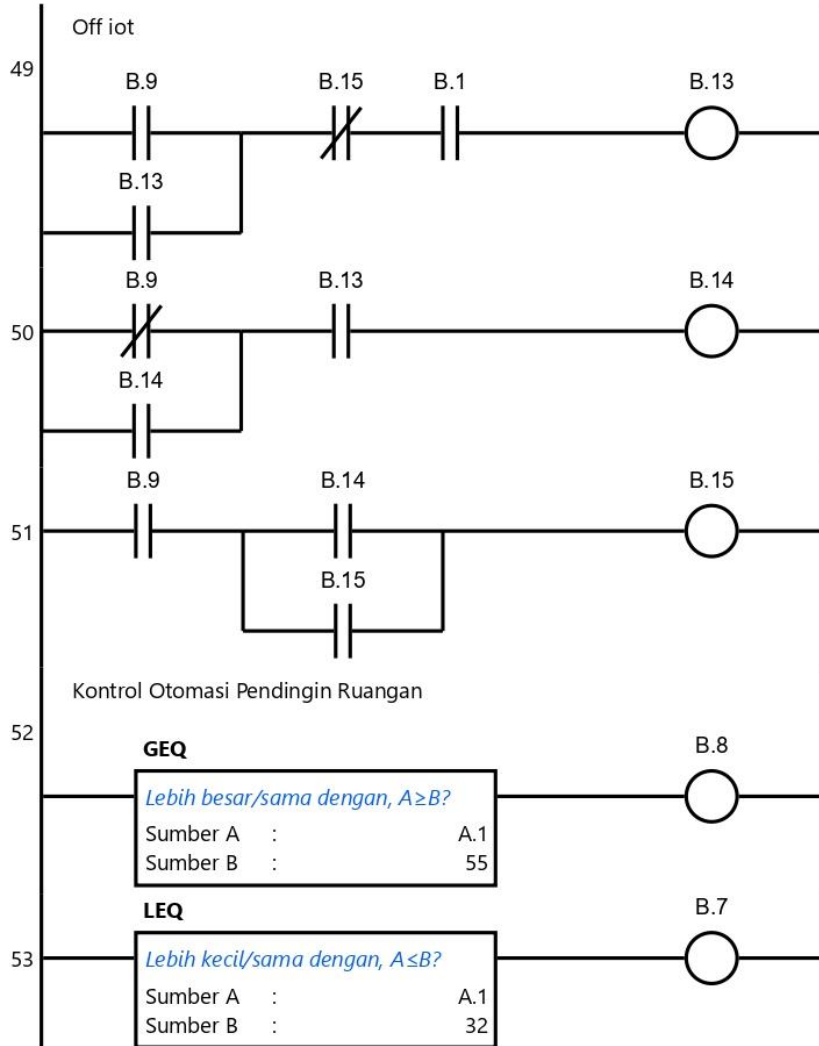 Off iot
49
B.9 B.15 B.1 B.13
B.13
B.9 B.13 B.14
50
B.14
B.9 B.14 B.15
51
B.15
Kontrol Otomasi Pendingin Ruangan
52
GEQ B.8
Lebih besar/sama dengan, A≥B?
Sumber A : A.1
Sumber B : 55
LEQ B.7
53
Lebih kecil/sama dengan, A≤B?
Sumber A : A.1
Sumber B : 32